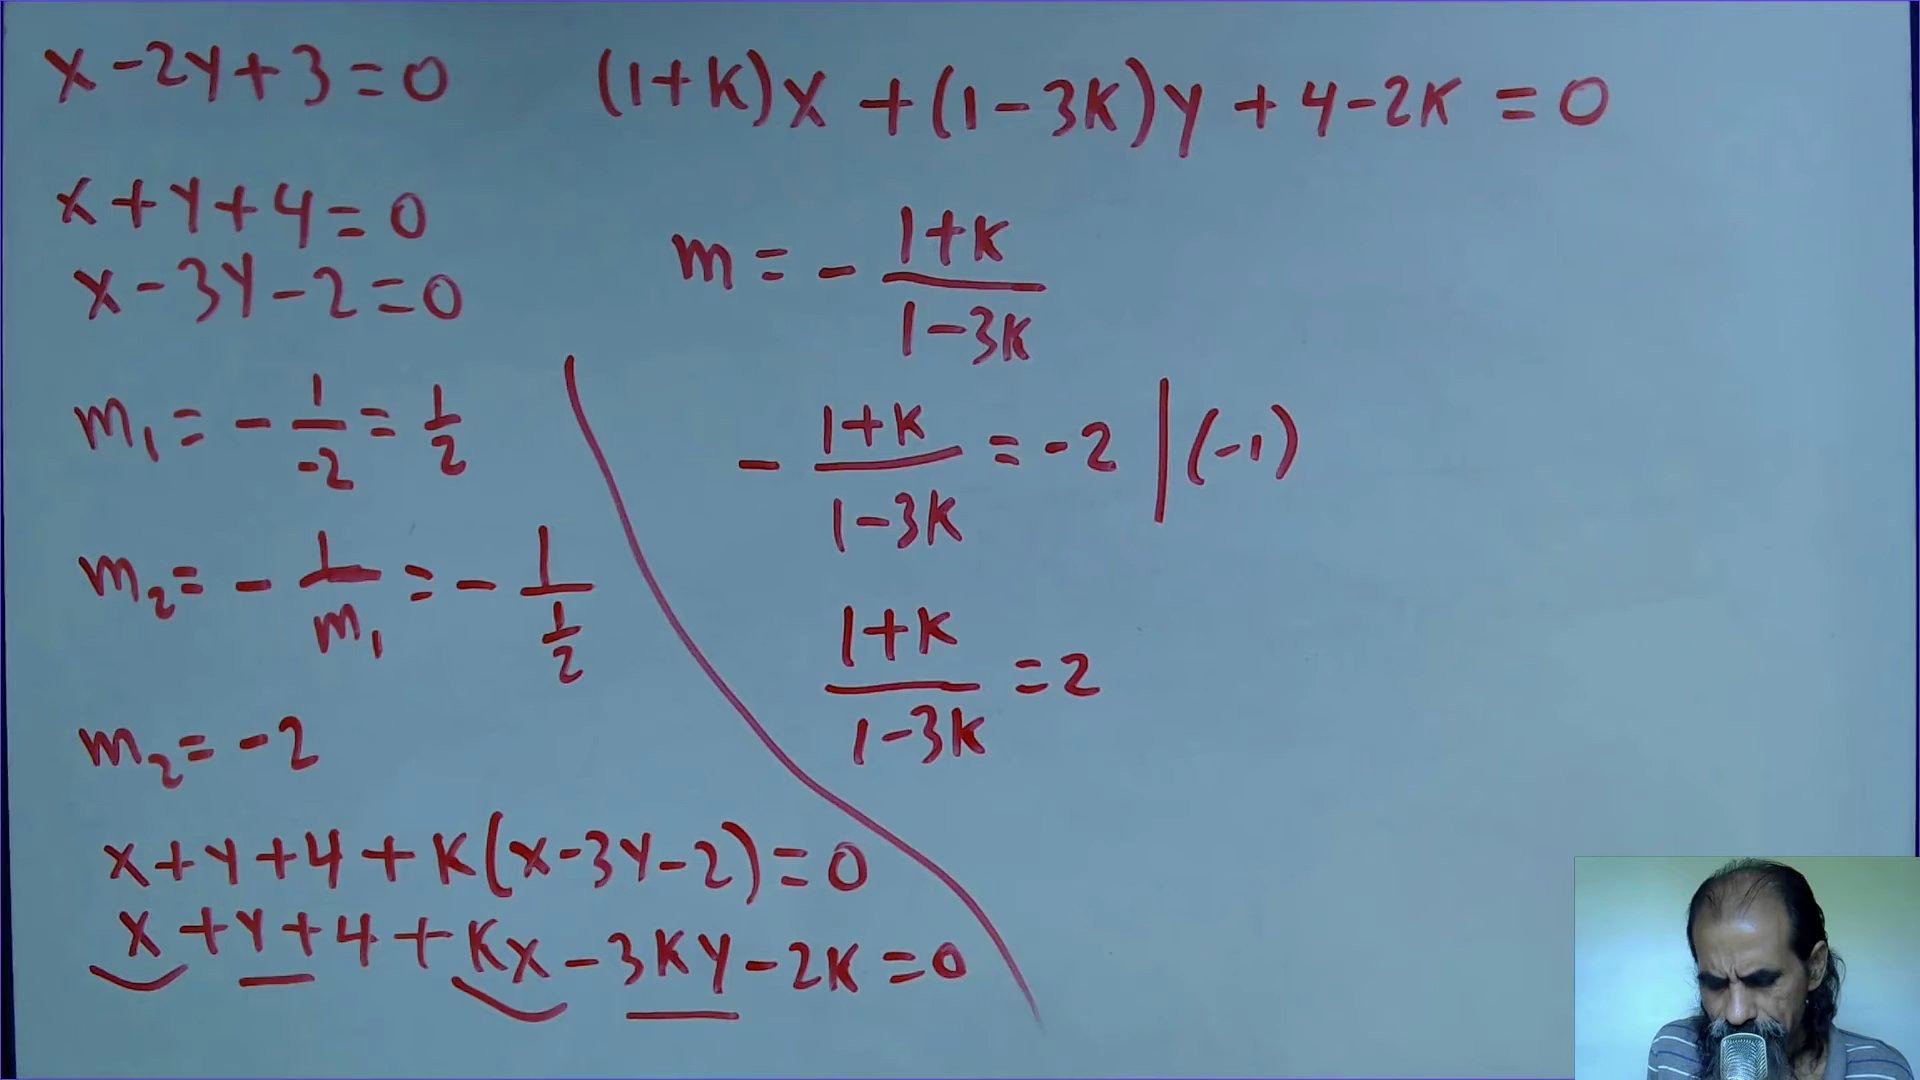 x-2y+3=0
x+y+4=0
x-3y-2=0
m₁=-1/-2=1/2
m₂=-1/m₁=-1/(1/2)
m₂=-2
x+y+4+k(x-3y-2)=0
x+y+4+kx-3ky-2k=0
(1+k)x+(1-3k)y+4-2k=0
m=-(1+k)/(1-3k)
-(1+k)/(1-3k)=-2|(-1)
(1+k)/(1-3k)=2